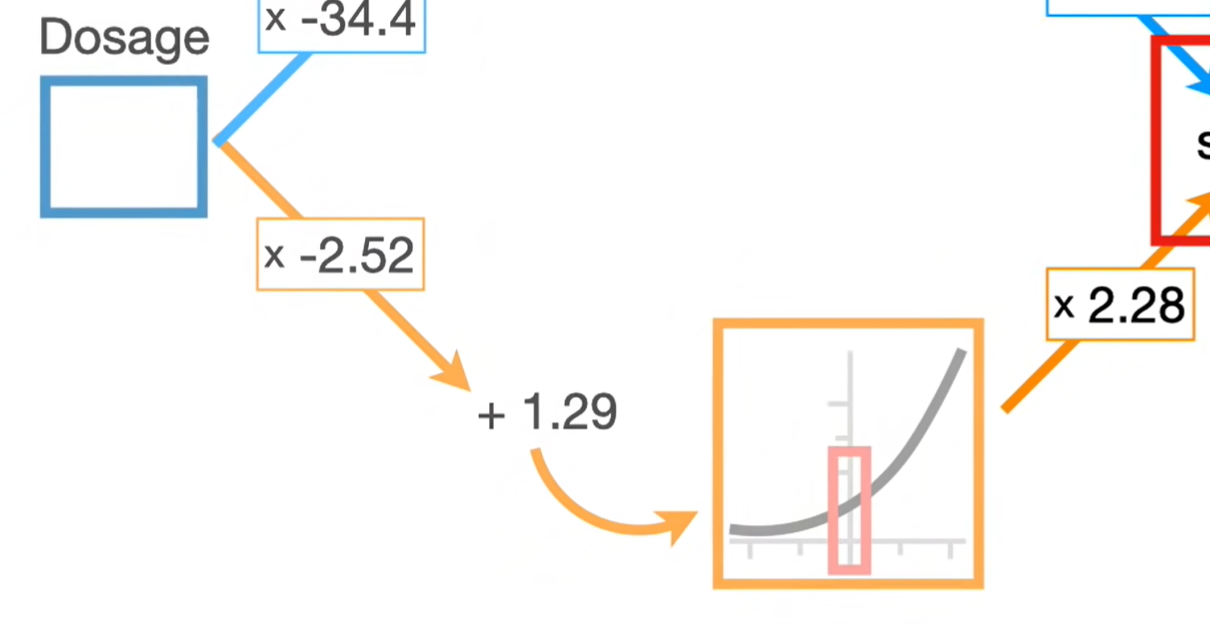 x -34.4
Dosage
x -2.52
+ 1.29
x 2.28
s